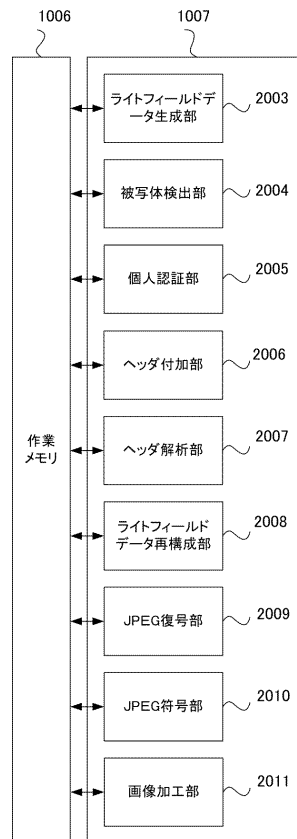 1006
1007
作業
メモリ
ライトフィールドデ
ータ生成部
2003
被写体検出部
2004
個人認証部
2005
ヘッダ付加部
2006
ヘッダ解析部
2007
ライトフィールド
データ再構成部
2008
JPEG復号部
2009
JPEG符号部
2010
画像加工部
2011